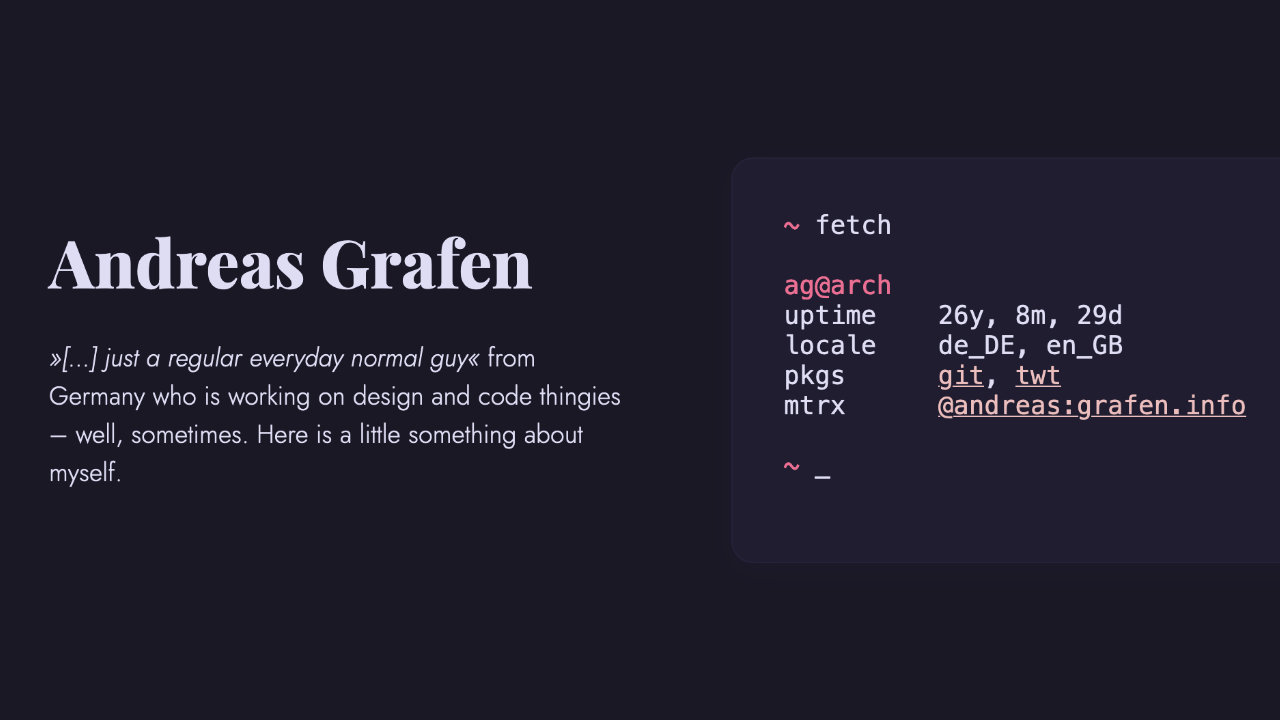 Andreas Grafen
»[...] just a regular everyday normal guy« from
Germany who is working on design and code thingies
— well, sometimes. Here is a little something about
myself.
~ fetch
ag@arch
uptime 26y, 8m, 29d
locale de_DE, en_GB
pkgs git, twt
mtrx @andreas:grafen.info
~ _